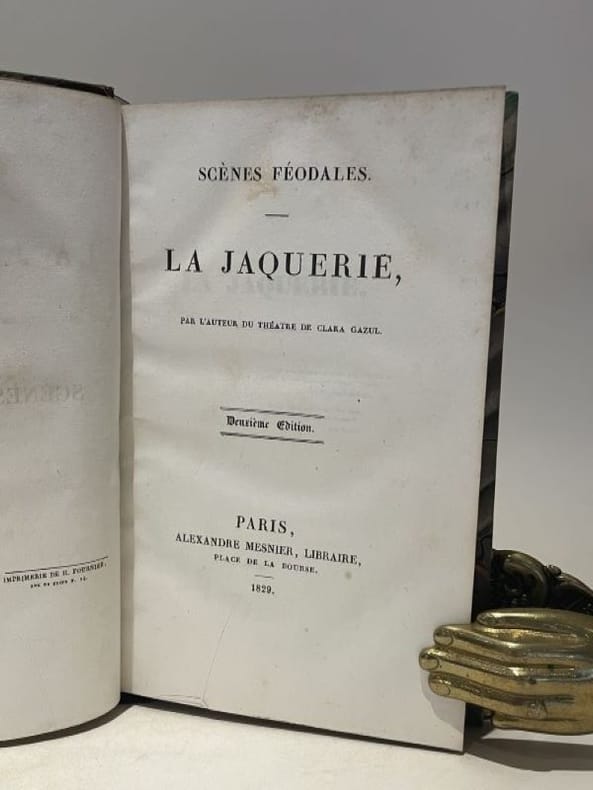 IMPRIMERIE DE H. FOURNIER,
SCÈNES FÉODALES.
LA JAQUERIE,
PAR L'AUTEUR DU THÉATRE DE CLARA GAZUL.
Deuxième Edition.
PARIS,
ALEXANDRE MESNIER, LIBRAIRE,
PLACE DE LA BOURSE.
1829.